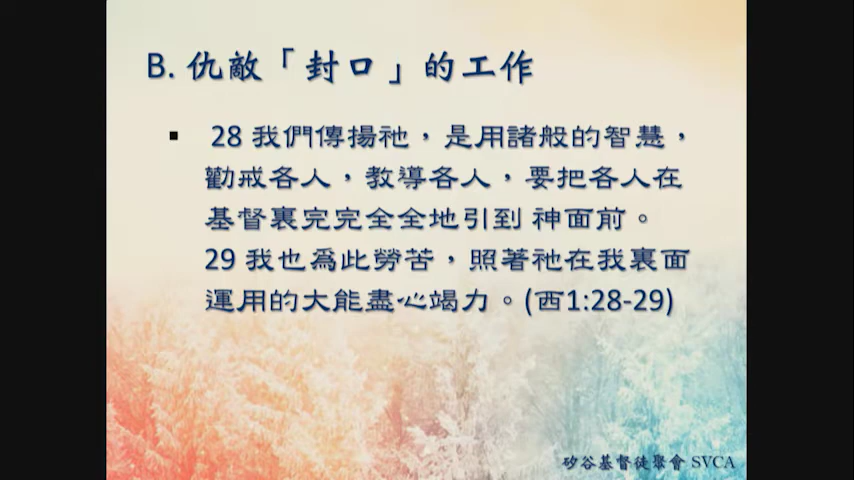 B. 仇敵「封口」的工作
▪ 28 我們傳揚祂，是用諸般的智慧，
勸戒各人，教導各人，要把各人在
基督裏完完全全地引到 神面前。
29 我也爲此勞苦，照著祂在我裏面
運用的大能盡心竭力。(西1:28-29)
矽谷基督徒聚會 SVCA